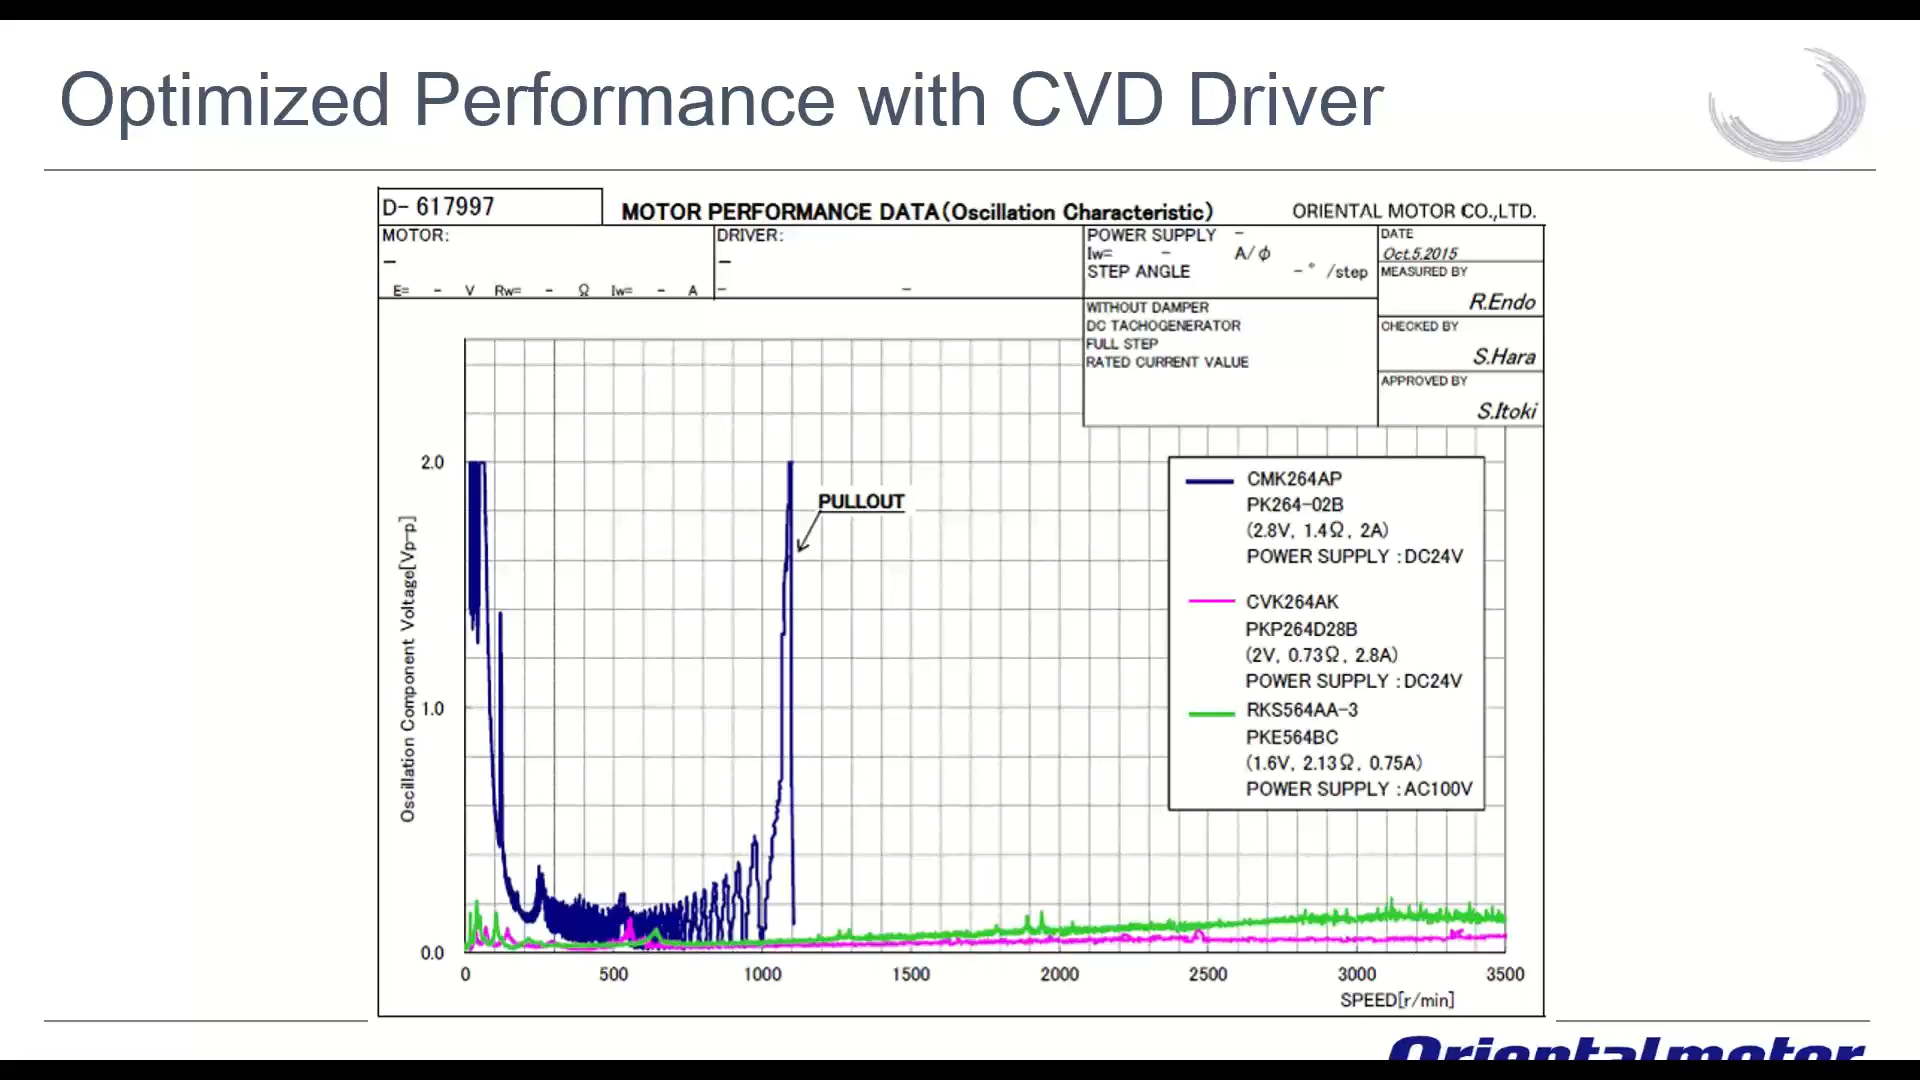 Optimized Performance with CVD Driver
D- 617997
MOTOR PERFORMANCE DATA(Oscillation Characteristic)
ORIENTAL MOTOR CO.,LTD.
MOTOR:
–
E= - V Rw= - Ω Iw= - A
DRIVER:
–
– –
POWER SUPPLY –
Iw= - A/ϕ
STEP ANGLE -° /step
WITHOUT DAMPER
DC TACHOGENERATOR
FULL STEP
RATED CURRENT VALUE
DATE
Oct.5.2015
MEASURED BY
R.Endo
CHECKED BY
S.Hara
APPROVED BY
S.Itoki
2.0
1.0
0.0
Oscillation Component Voltage[Vp-p]
PULLOUT
CMK264AP
PK264-02B
(2.8V, 1.4Ω, 2A)
POWER SUPPLY :DC24V
CVK264AK
PKP264D28B
(2V, 0.73Ω, 2.8A)
POWER SUPPLY :DC24V
RKS564AA-3
PKE564BC
(1.6V, 2.13Ω, 0.75A)
POWER SUPPLY :AC100V
0 500 1000 1500 2000 2500 3000 3500
SPEED[r/min]
Orientalmotor